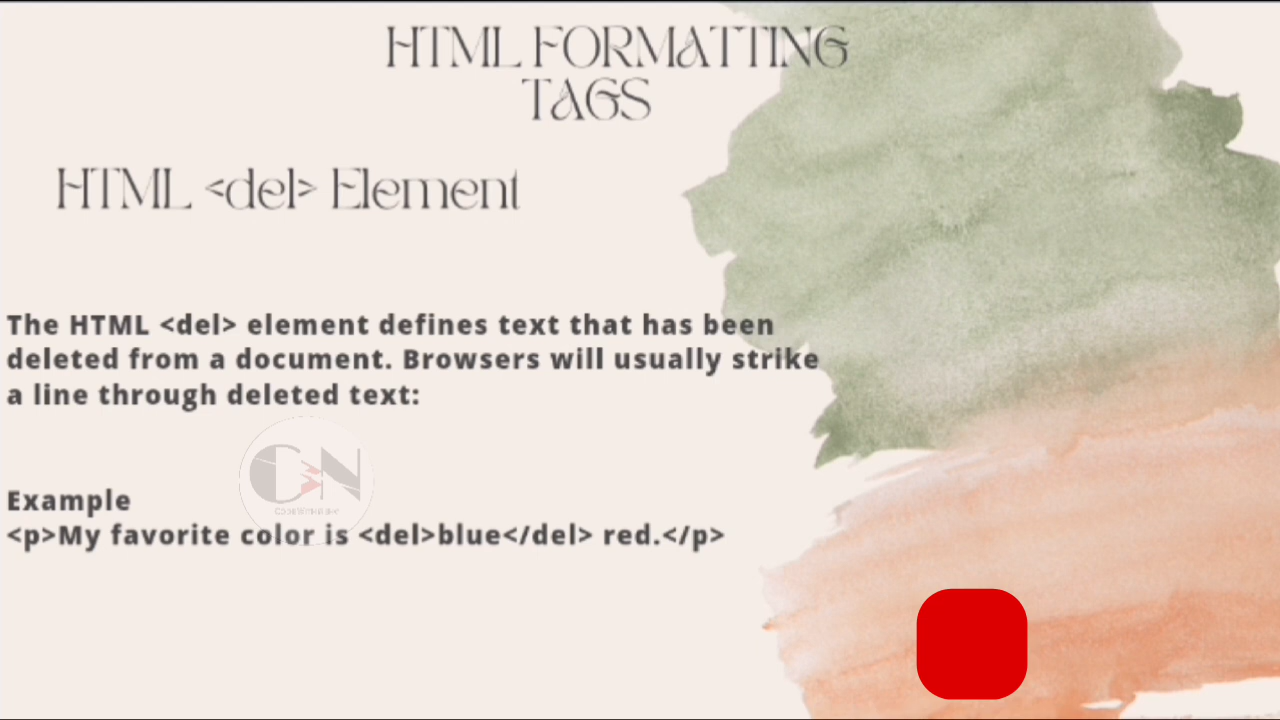 HTML FORMATTING
TAGS
HTML <del> Element
The HTML <del> element defines text that has been
deleted from a document. Browsers will usually strike
a line through deleted text:
CN
Example
<p>My favorite color is <del>blue</del> red.</p>